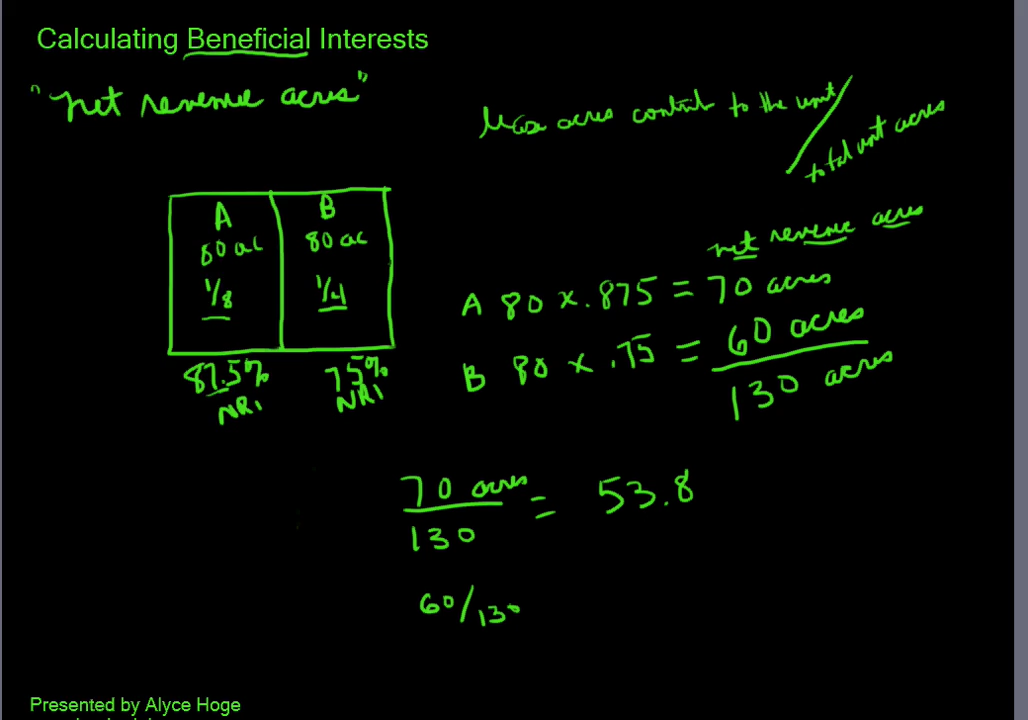 Calculating Beneficial Interests
"net revenue acres"
acres contrib to the unit/
total unit acres
A
80 ac
1/8
87.5%
NRI
B
80 ac
1/4
75%
NRI
net revenue acres
A 80 x .875 = 70 acres
B 80 x .75 = 60 acres
130 acres
70 acres
130
= 53.8
60/130
Presented by Alyce Hoge